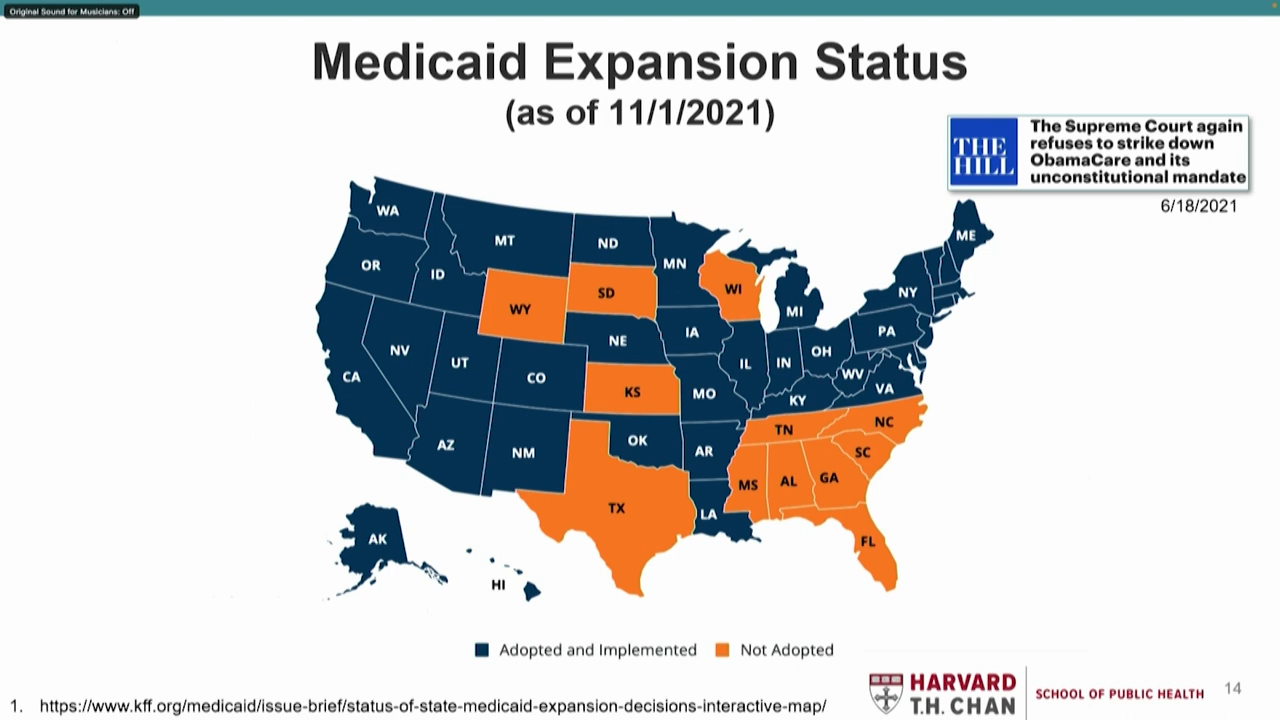 Original Sound for Musicians: Off
Medicaid Expansion Status
(as of 11/1/2021)
THE
HILL
The Supreme Court again
refuses to strike down
ObamaCare and its
unconstitutional mandate
6/18/2021
WA
MT
ND
MN
ME
OR
ID
WY
SD
WI
MI
NY
NV
UT
CO
NE
IA
IL
IN
OH
PA
CA
KS
MO
KY
WV
VA
AZ
NM
OK
AR
TN
NC
TX
LA
MS
AL
GA
SC
FL
AK
HI
Adopted and Implemented
Not Adopted
1. https://www.kff.org/medicaid/issue-brief/status-of-state-medicaid-expansion-decisions-interactive-map/
HARVARD
T.H. CHAN
SCHOOL OF PUBLIC HEALTH
14